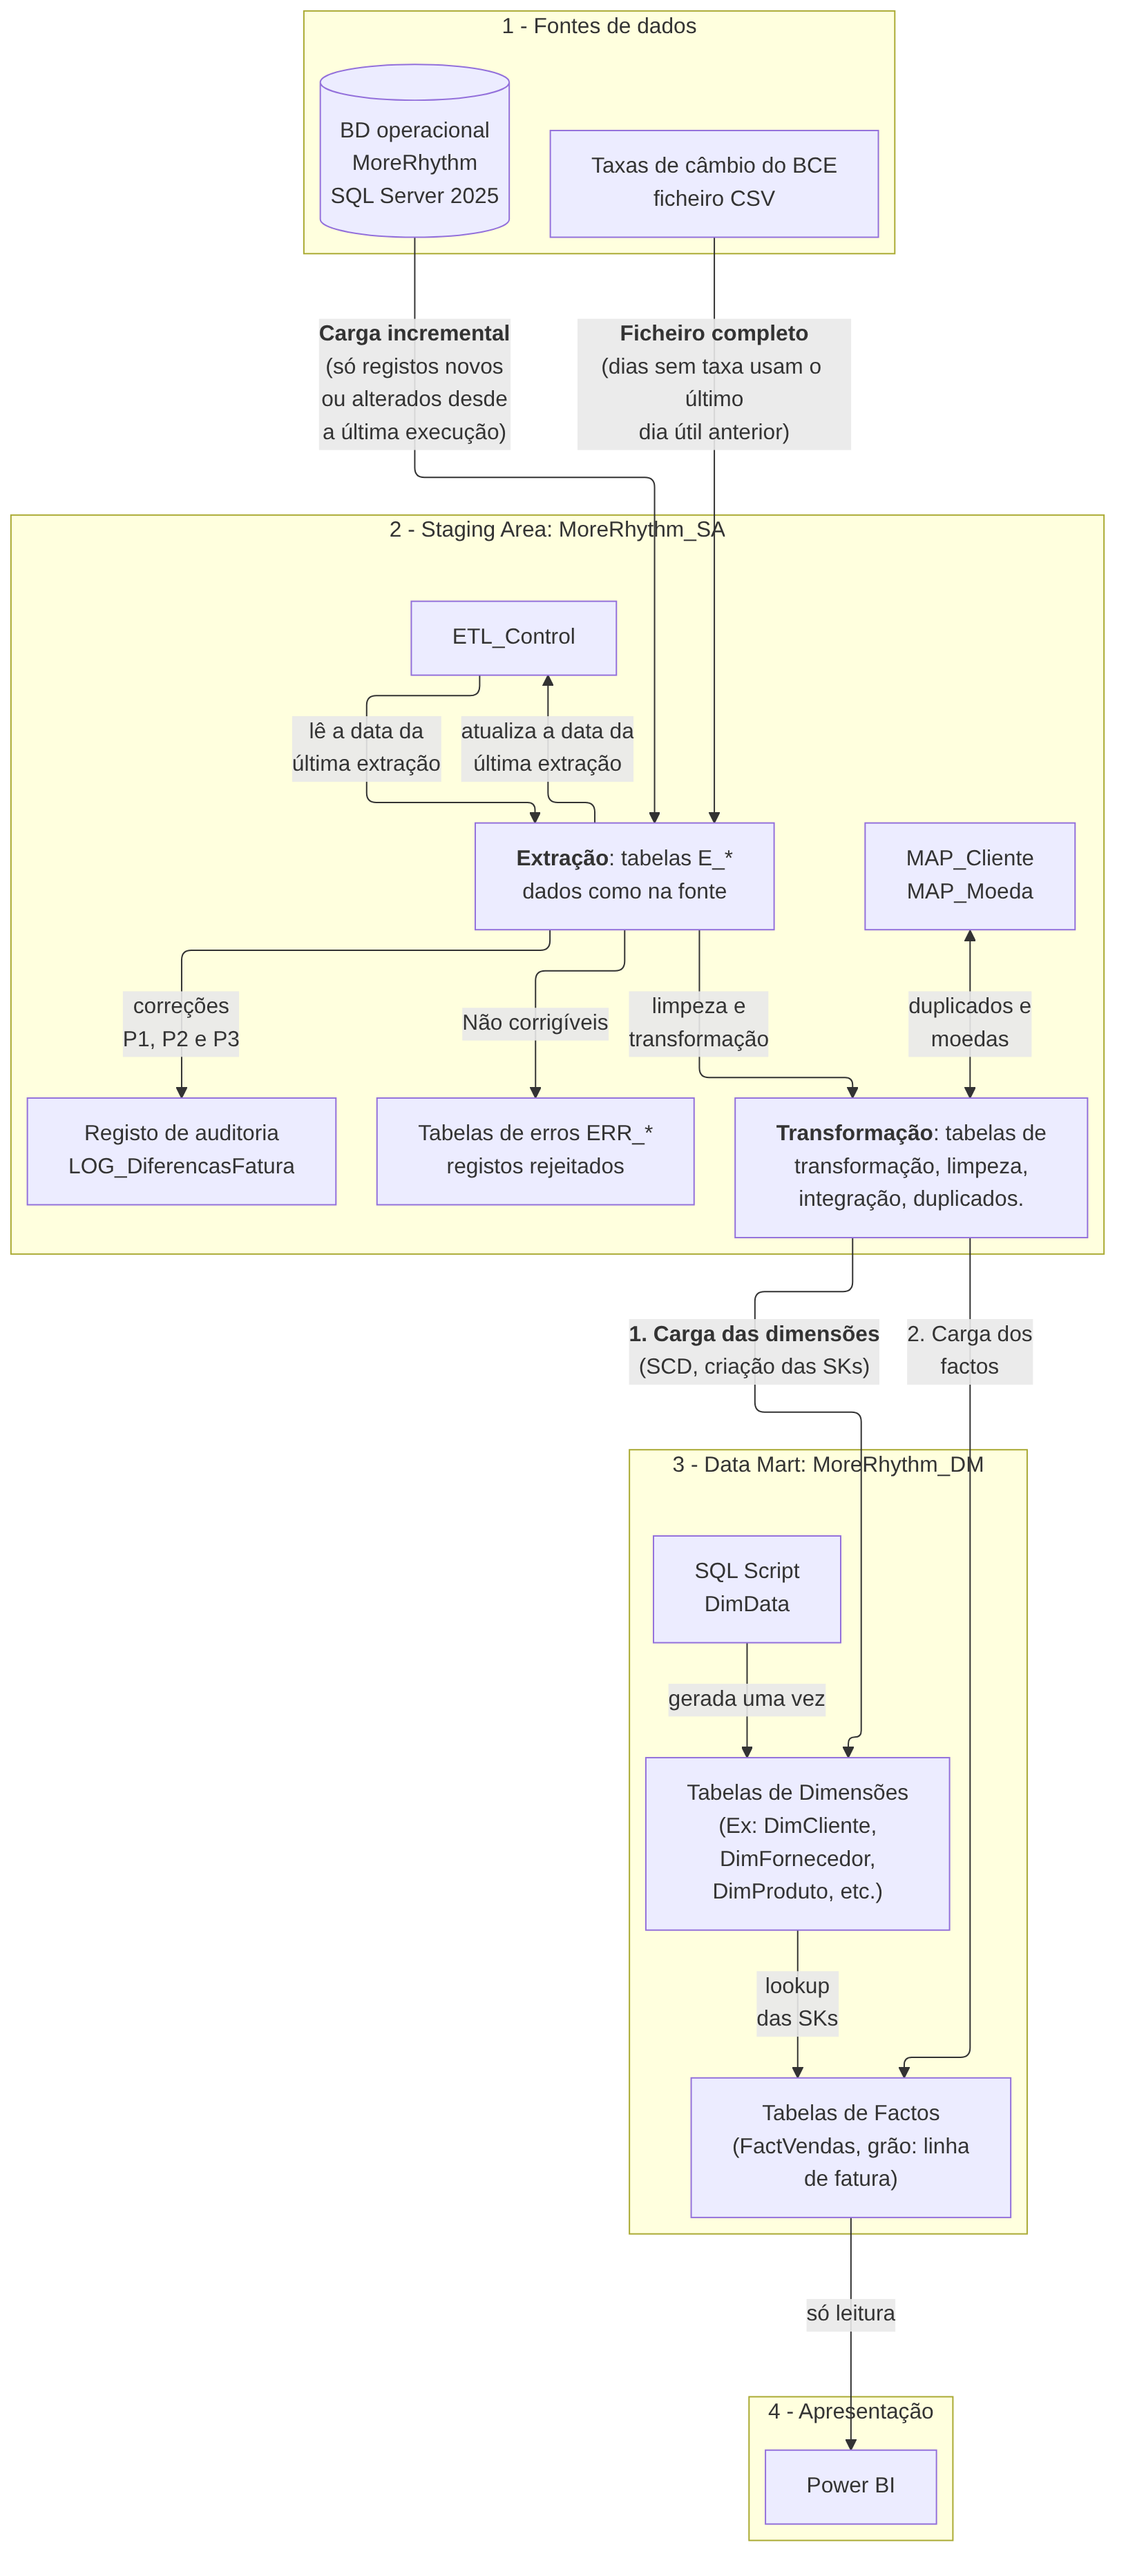 1 - Fontes de dados
BD operacional
MoreRhythm
SQL Server 2025
Taxas de câmbio do BCE
ficheiro CSV
Carga incremental
(só registos novos
ou alterados desde
a última execução)
Ficheiro completo
(dias sem taxa usam o
último
dia útil anterior)
2 - Staging Area: MoreRhythm_SA
ETL_Control
lê a data da
última extração
atualiza a data da
última extração
Extração: tabelas E_*
dados como na fonte
MAP_Cliente
MAP_Moeda
correções
P1, P2 e P3
Não corrigíveis
limpeza e
transformação
duplicados e
moedas
Registo de auditoria
LOG_DiferencasFatura
Tabelas de erros ERR_*
registos rejeitados
Transformação: tabelas de
transformação, limpeza,
integração, duplicados.
1. Carga das dimensões
(SCD, criação das SKs)
2. Carga dos
factos
3 - Data Mart: MoreRhythm_DM
SQL Script
DimData
gerada uma vez
Tabelas de Dimensões
(Ex: DimCliente,
DimFornecedor,
DimProduto, etc.)
lookup
das SKs
Tabelas de Factos
(FactVendas, grão: linha
de fatura)
só leitura
4 - Apresentação
Power BI